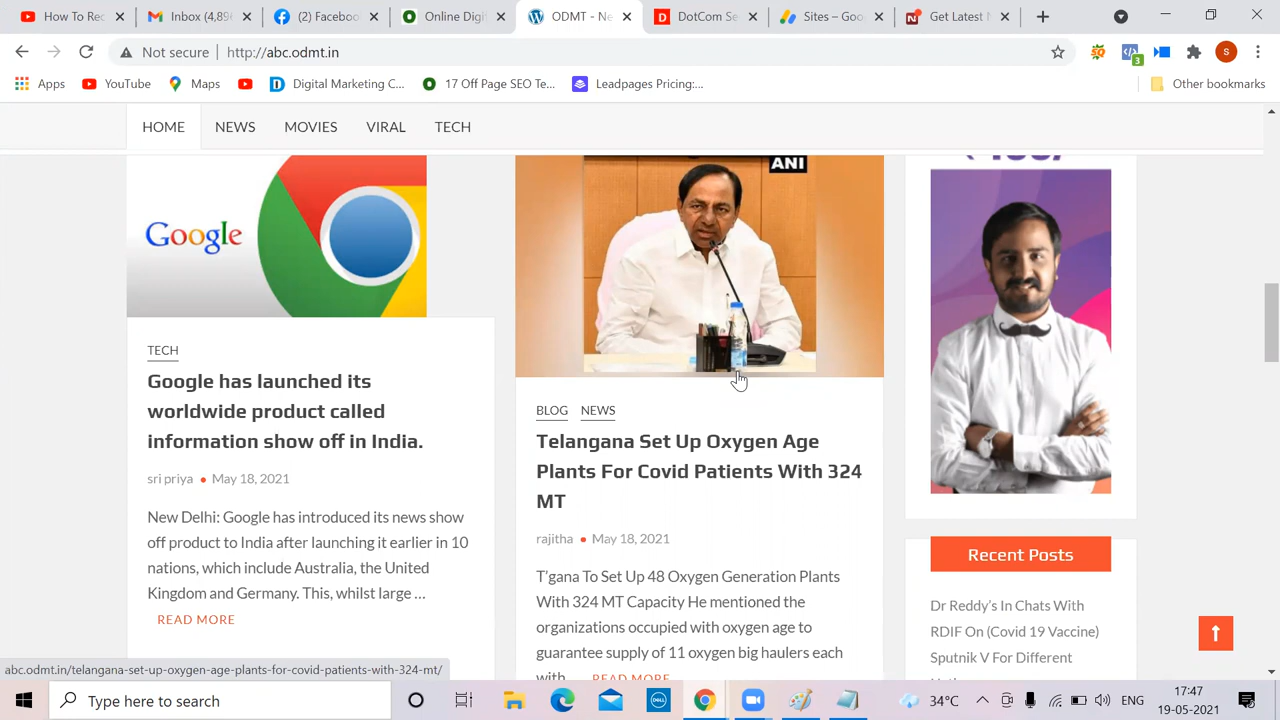 How To Rec
Inbox (4,89
(2) Facebo
Online Digi
ODMT - Ne
DotCom Se
Sites – Goo
Get Latest
Not secure
http://abc.odmt.in
S
3
Apps
YouTube
Maps
Digital Marketing C...
17 Off Page SEO Te...
Leadpages Pricing:...
Other bookmarks
HOME
NEWS
MOVIES
VIRAL
TECH
Google
ANI
TECH
Google has launched its
worldwide product called
information show off in India.
sri priya
May 18, 2021
New Delhi: Google has introduced its news show
off product to India after launching it earlier in 10
nations, which include Australia, the United
Kingdom and Germany. This, whilst large ...
READ MORE
BLOG
NEWS
Telangana Set Up Oxygen Age
Plants For Covid Patients With 324
MT
rajitha
May 18, 2021
T'gana To Set Up 48 Oxygen Generation Plants
With 324 MT Capacity He mentioned the
organizations occupied with oxygen age to
guarantee supply of 11 oxygen big haulers each
with
READ MORE
Recent Posts
Dr Reddy's In Chats With
RDIF On (Covid 19 Vaccine)
Sputnik V For Different
abc.odmt.in/telangana-set-up-oxygen-age-plants-for-covid-patients-with-324-mt/
Type here to search
DELL
34°C
ENG
17:47
19-05-2021